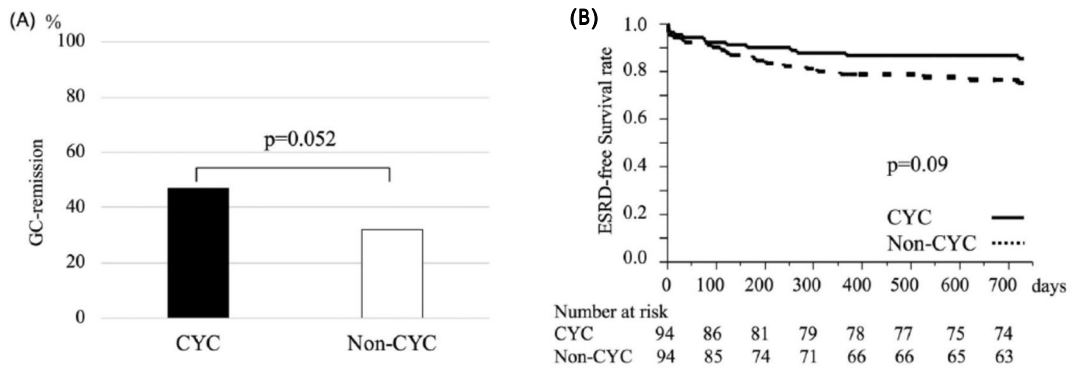 (A) %
100
80
60
40
20
0
GC-remission
p=0.052
CYC Non-CYC
(B)
1.0
0.8
0.6
0.4
0.2
0.0
ESRD-free Survival rate
p=0.09
CYC
Non-CYC
0 100 200 300 400 500 600 700 days
Number at risk
CYC 94 86 81 79 78 77 75 74
Non-CYC 94 85 74 71 66 66 65 63